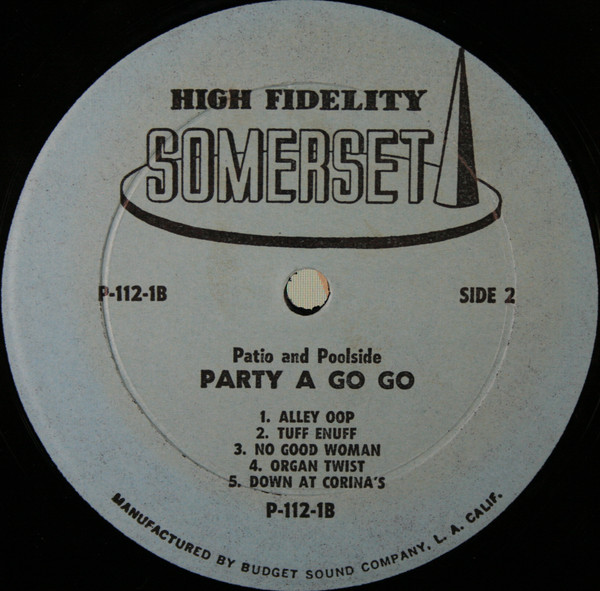 HIGH FIDELITY
SOMERSET
P-112-1B
SIDE 2
Patio and Poolside
PARTY A GO GO
1. ALLEY OOP
2. TUFF ENUFF
3. NO GOOD WOMAN
4. ORGAN TWIST
5. DOWN AT CORINA'S
P-112-1B
MANUFACTURED BY BUDGET SOUND COMPANY, L. A. CALIF.